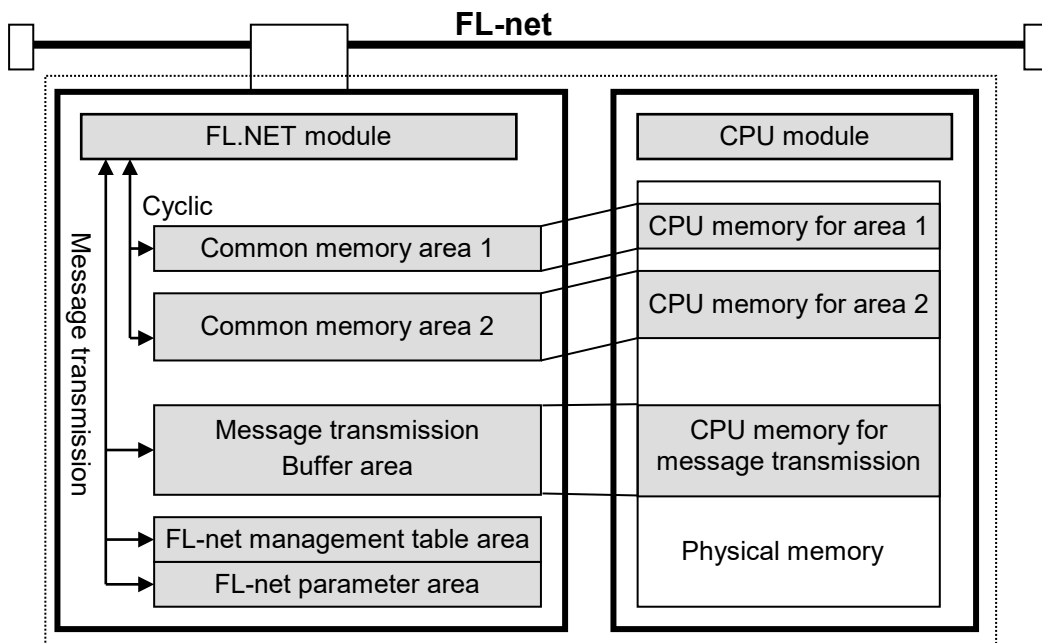 FL-net
FL.NET module
CPU module
Cyclic
Message transmission
Common memory area 1
Common memory area 2
Message transmission
Buffer area
FL-net management table area
FL-net parameter area
CPU memory for area 1
CPU memory for area 2
CPU memory for
message transmission
Physical memory